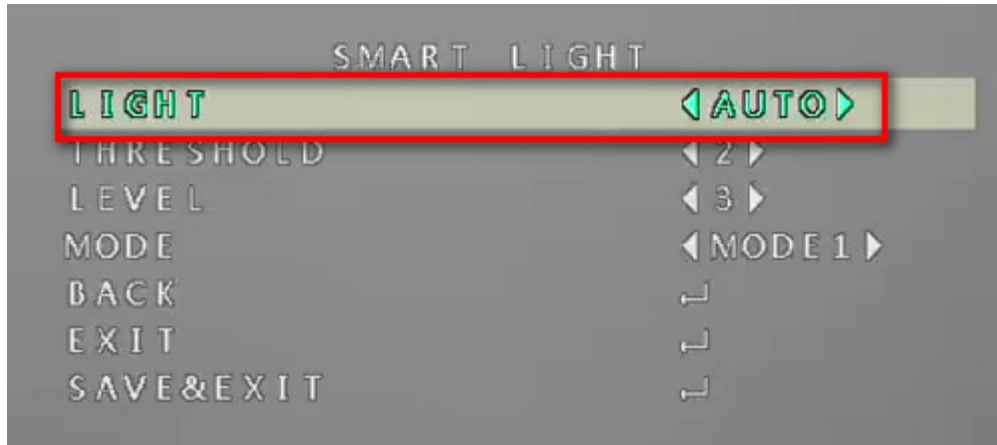 SMART LIGHT
LIGHT AUTO
THRESHOLD 2
LEVEL 3
MODE MODE1
BACK
EXIT
SAVE&EXIT